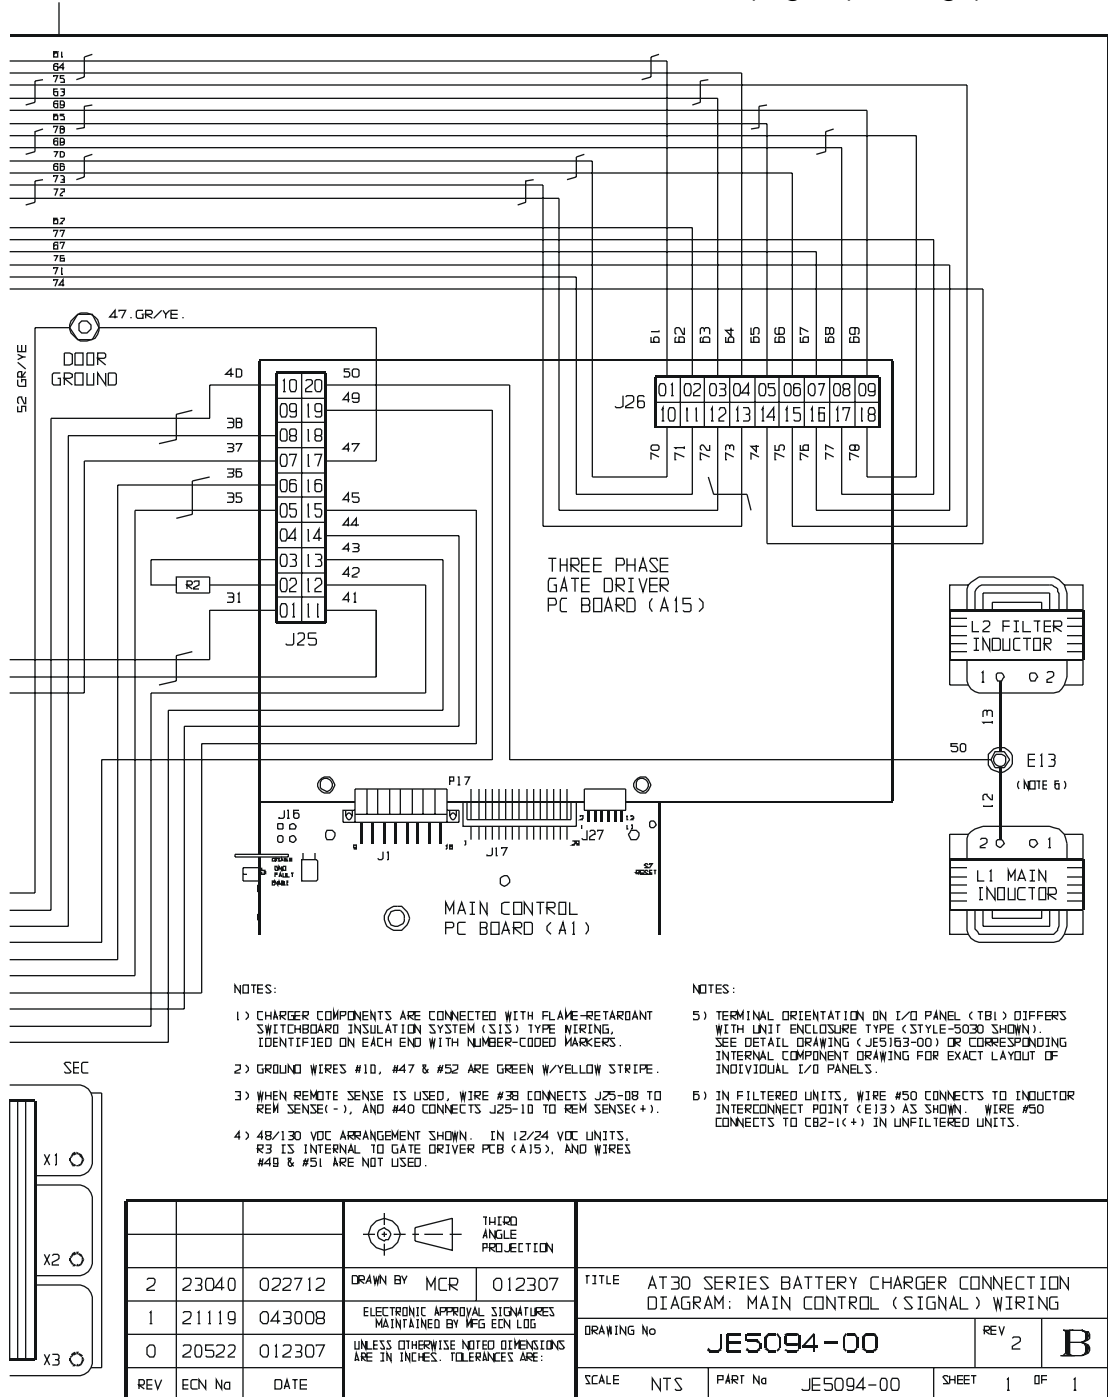 61
64
75
63
69
65
78
68
70
66
73
72
62
77
67
76
71
74
47.GR/YE.
52 GR/YE
DOOR
GROUND
40
50
49
38
37
47
36
35
45
44
43
42
31
41
10 20
09 19
08 18
07 17
06 16
05 15
04 14
03 13
02 12
01 11
R2
J25
61 62 63 64 65 66 67 68 69
J26
01 02 03 04 05 06 07 08 09
10 11 12 13 14 15 16 17 18
70 71 72 73 74 75 76 77 78
THREE PHASE
GATE DRIVER
PC BOARD (A15)
L2 FILTER
INDUCTOR
1 2
13
50
E13
(NOTE 6)
12
2 1
L1 MAIN
INDUCTOR
P17
J16
J1
J17
J27
MAIN CONTROL
PC BOARD (A1)
NOTES:
1) CHARGER COMPONENTS ARE CONNECTED WITH FLAME-RETARDANT
SWITCHBOARD INSULATION SYSTEM (SIS) TYPE WIRING,
IDENTIFIED ON EACH END WITH NUMBER-CODED MARKERS.
2) GROUND WIRES #10, #47 & #52 ARE GREEN W/YELLOW STRIPE.
3) WHEN REMOTE SENSE IS USED, WIRE #38 CONNECTS J25-08 TO
REM SENSE(-), AND #40 CONNECTS J25-10 TO REM SENSE(+).
4) 48/130 VDC ARRANGEMENT SHOWN. IN 12/24 VDC UNITS,
R3 IS INTERNAL TO GATE DRIVER PCB (A15), AND WIRES
#49 & #51 ARE NOT USED.
NOTES:
5) TERMINAL ORIENTATION ON I/O PANEL (TB1) DIFFERS
WITH UNIT ENCLOSURE TYPE (STYLE-5030 SHOWN).
SEE DETAIL DRAWING (JE5163-00) OR CORRESPONDING
INTERNAL COMPONENT DRAWING FOR EXACT LAYOUT OF
INDIVIDUAL I/O PANELS.
6) IN FILTERED UNITS, WIRE #50 CONNECTS TO INDUCTOR
INTERCONNECT POINT (E13) AS SHOWN. WIRE #50
CONNECTS TO CB2-1(+) IN UNFILTERED UNITS.
SEC
X1
X2
X3
THIRD
ANGLE
PROJECTION
2 23040 022712
1 21119 043008
0 20522 012307
REV ECN No DATE
DRAWN BY MCR 012307
ELECTRONIC APPROVAL SIGNATURES
MAINTAINED BY MFG ECN LOG
UNLESS OTHERWISE NOTED DIMENSIONS
ARE IN INCHES. TOLERANCES ARE:
TITLE AT30 SERIES BATTERY CHARGER CONNECTION
DIAGRAM: MAIN CONTROL (SIGNAL) WIRING
DRAWING No JE5094-00
REV 2
B
SCALE NTS
PART No JE5094-00
SHEET 1 OF 1